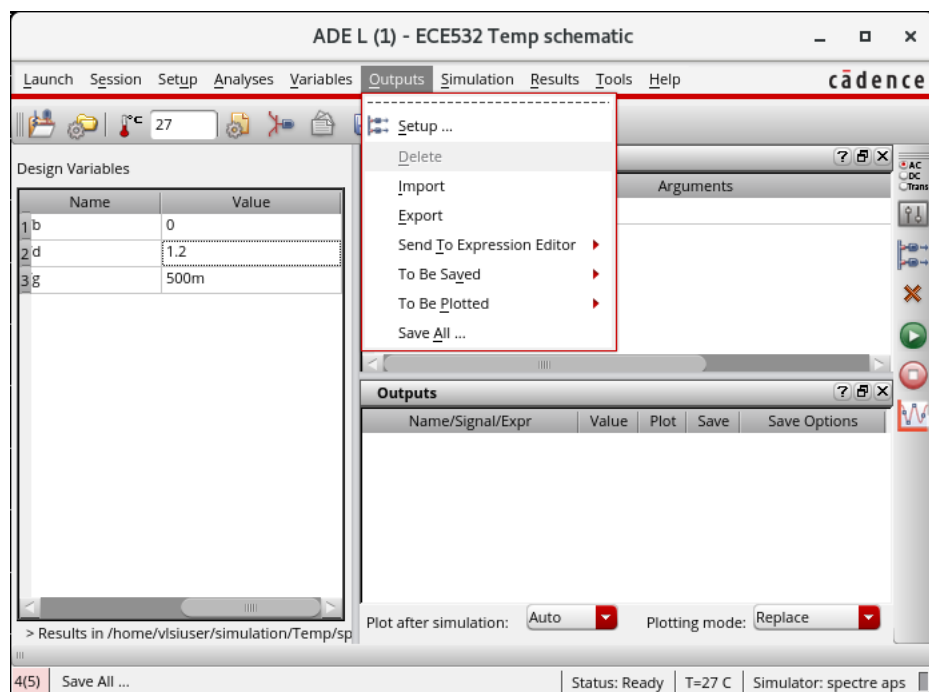 ADE L (1) - ECE532 Temp schematic
Launch Session Setup Analyses Variables Outputs Simulation Results Tools Help cādence
°C 27
Setup ...
Delete
Import
Export
Send To Expression Editor
To Be Saved
To Be Plotted
Save All ...
Design Variables
Name Value
1 b 0
2 d 1.2
3 g 500m
> Results in /home/vlsiuser/simulation/Temp/sp
Arguments
AC
DC
Trans
Outputs
Name/Signal/Expr Value Plot Save Save Options
Plot after simulation: Auto Plotting mode: Replace
4(5) Save All ... Status: Ready T=27 C Simulator: spectre aps